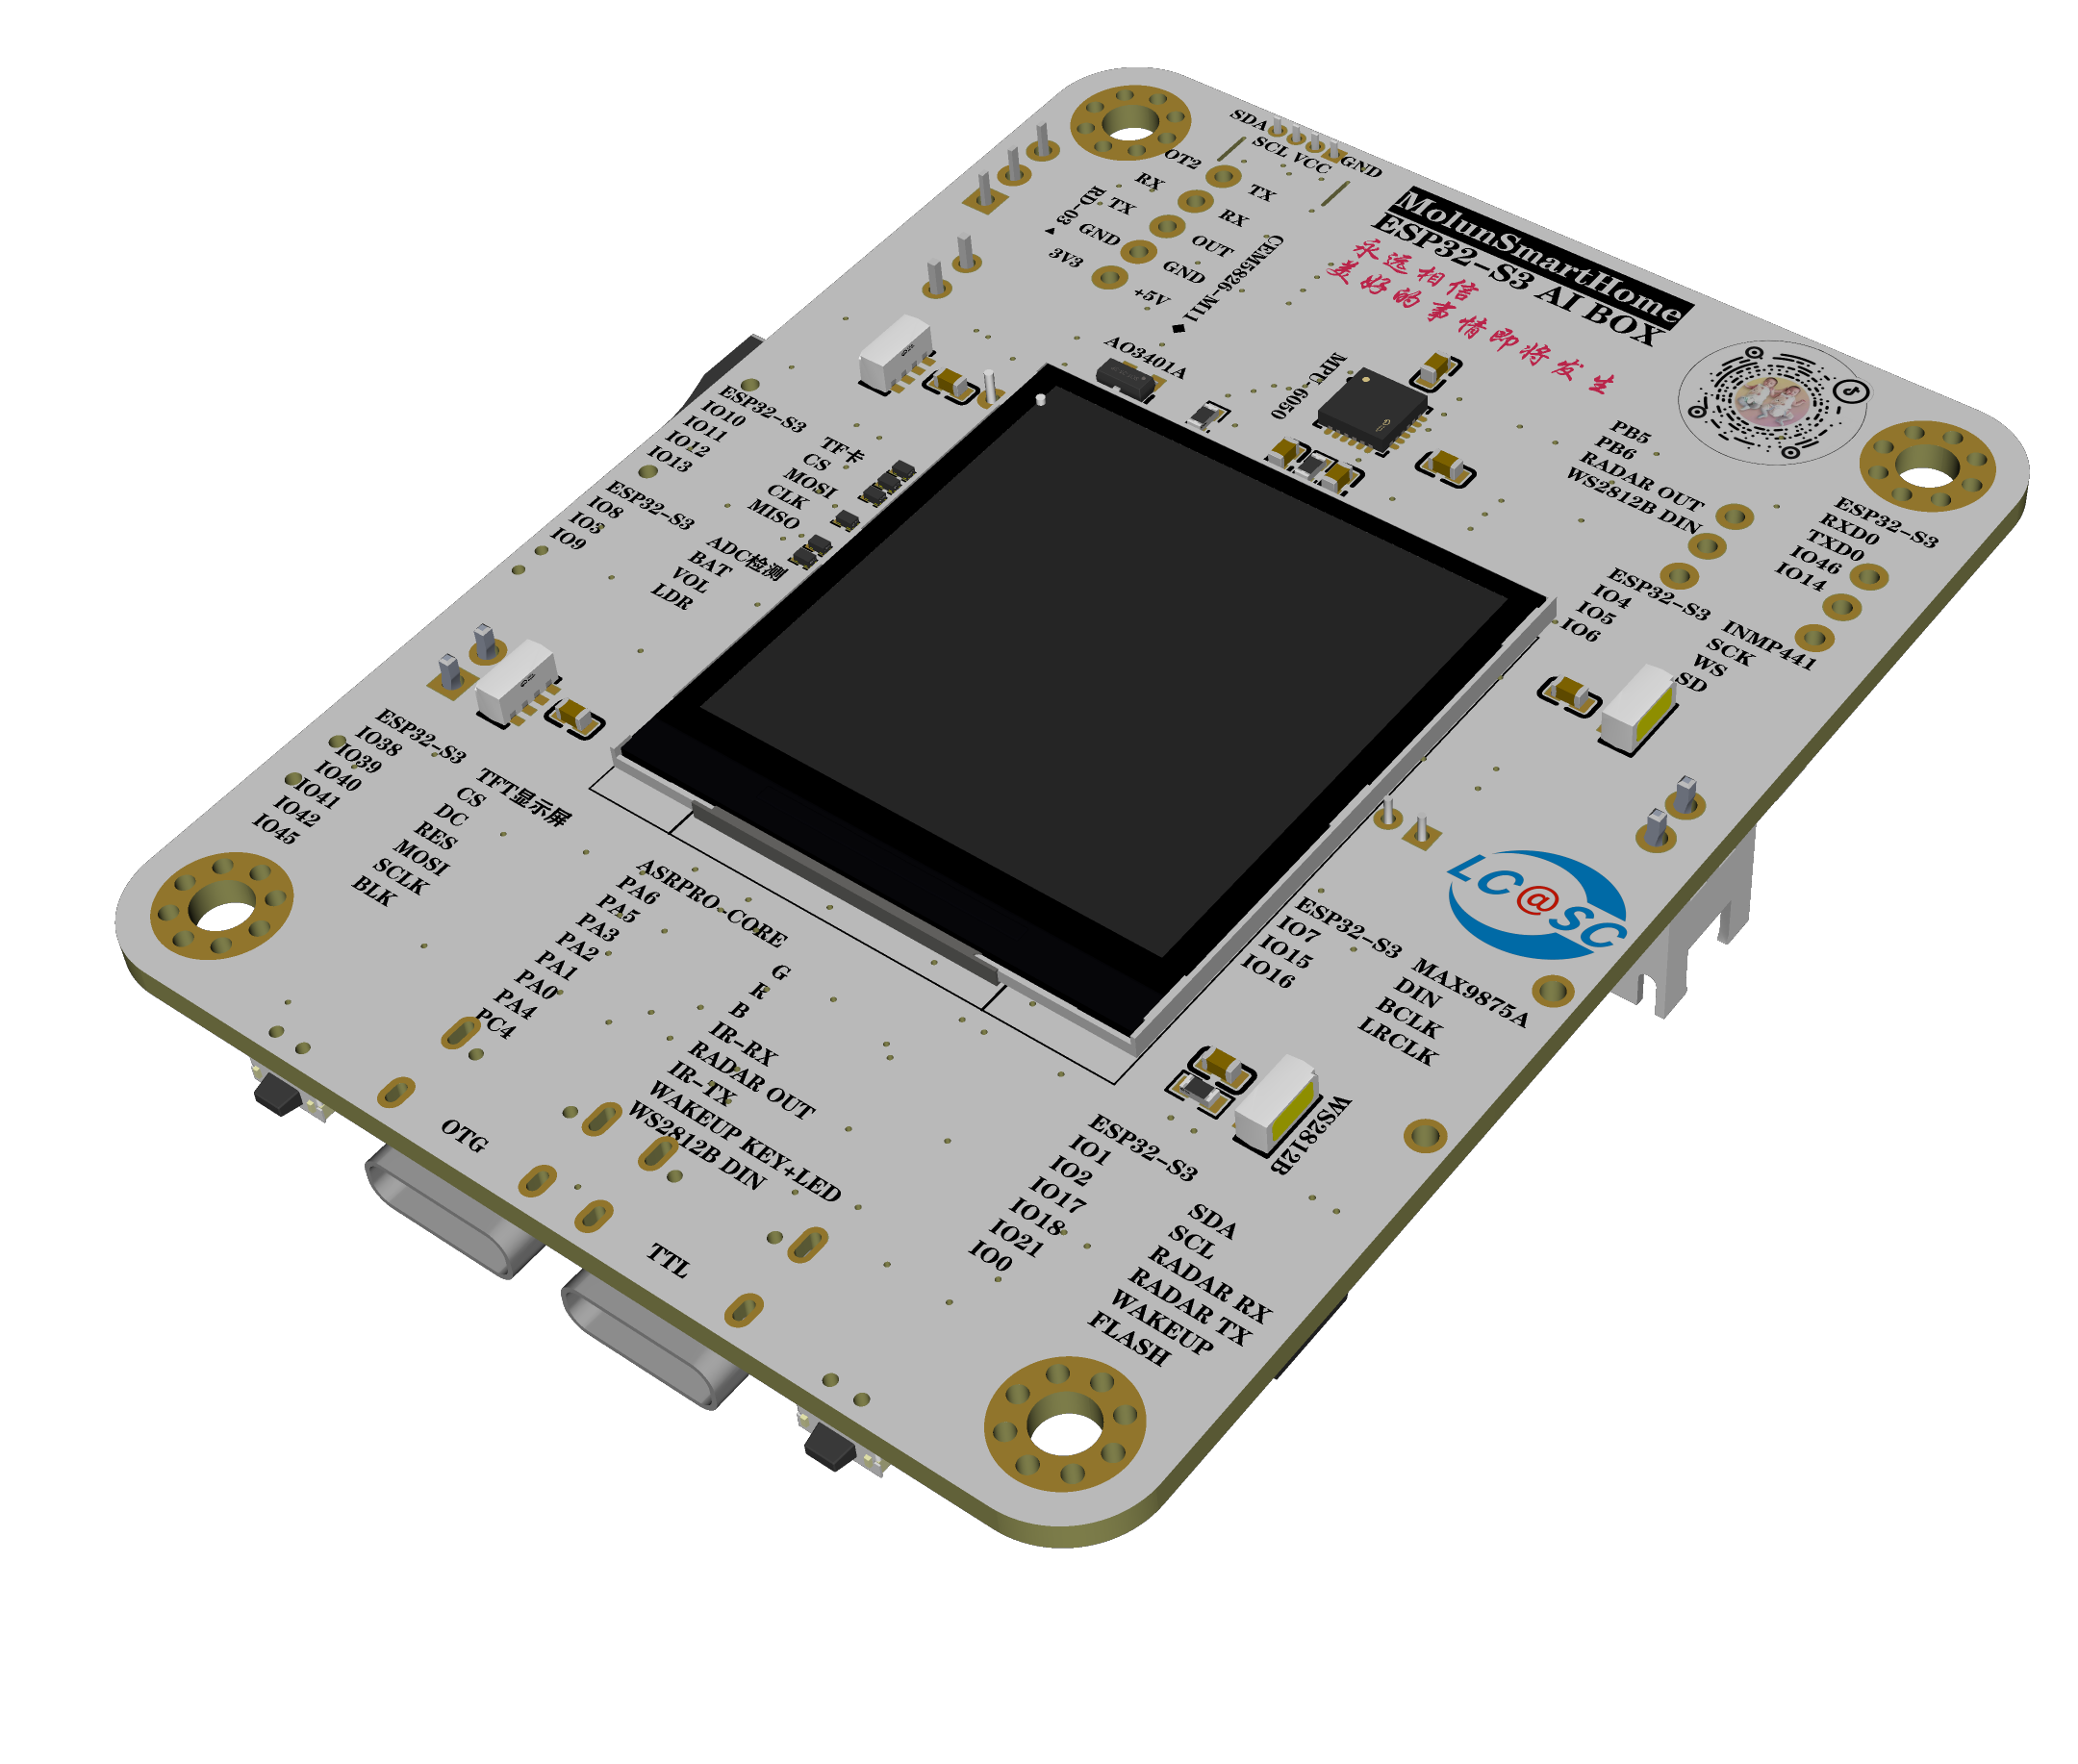 SDA
SCL VCC
GND
OT2
RX
TX
GND
3V3
RD-03
TX
RX
OUT
GND
+5V
CEM5826-M11
MolunSmartHome
ESP32-S3 AI BOX
永远相信
美好的事情即将发生
AO3401A
MPU-6050
ESP32-S3
IO10
IO11
IO12
IO13
TF卡
CS
MOSI
CLK
MISO
ESP32-S3
IO8
IO3
IO9
ADC检测
BAT
VOL
LDR
PB5
PB6
RADAR OUT
WS2812B DIN
ESP32-S3
RXD0
TXD0
IO46
IO14
ESP32-S3
IO4
IO5
IO6
INMP441
SCK
WS
SD
ESP32-S3
IO38
IO39
IO40
IO41
IO42
IO45
TFT显示屏
CS
DC
RES
MOSI
SCLK
BLK
ASRPRO-CORE
PA6
PA5
PA3
PA2
PA1
PA0
PA4
PC4
G
R
B
IR-RX
RADAR OUT
IR-TX
WAKEUP KEY+LED
WS2812B DIN
LC@SC
ESP32-S3
IO7
IO15
IO16
MAX9875A
DIN
BCLK
LRCLK
WS2812B
ESP32-S3
IO1
IO2
IO17
IO18
IO21
IO0
SDA
SCL
RADAR RX
RADAR TX
WAKEUP
FLASH
OTG
TTL